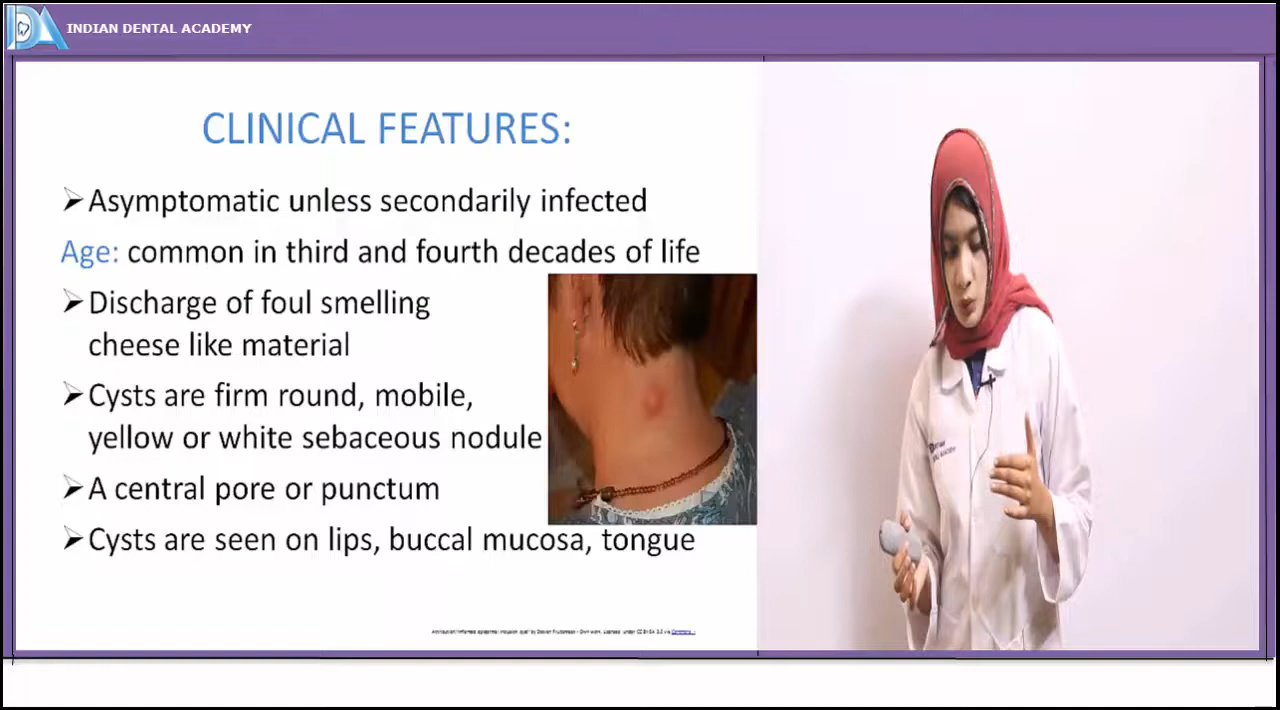 INDIAN DENTAL ACADEMY
CLINICAL FEATURES:
➢Asymptomatic unless secondarily infected
Age: common in third and fourth decades of life
➢Discharge of foul smelling
cheese like material
➢Cysts are firm round, mobile,
yellow or white sebaceous nodule
➢A central pore or punctum
➢Cysts are seen on lips, buccal mucosa, tongue